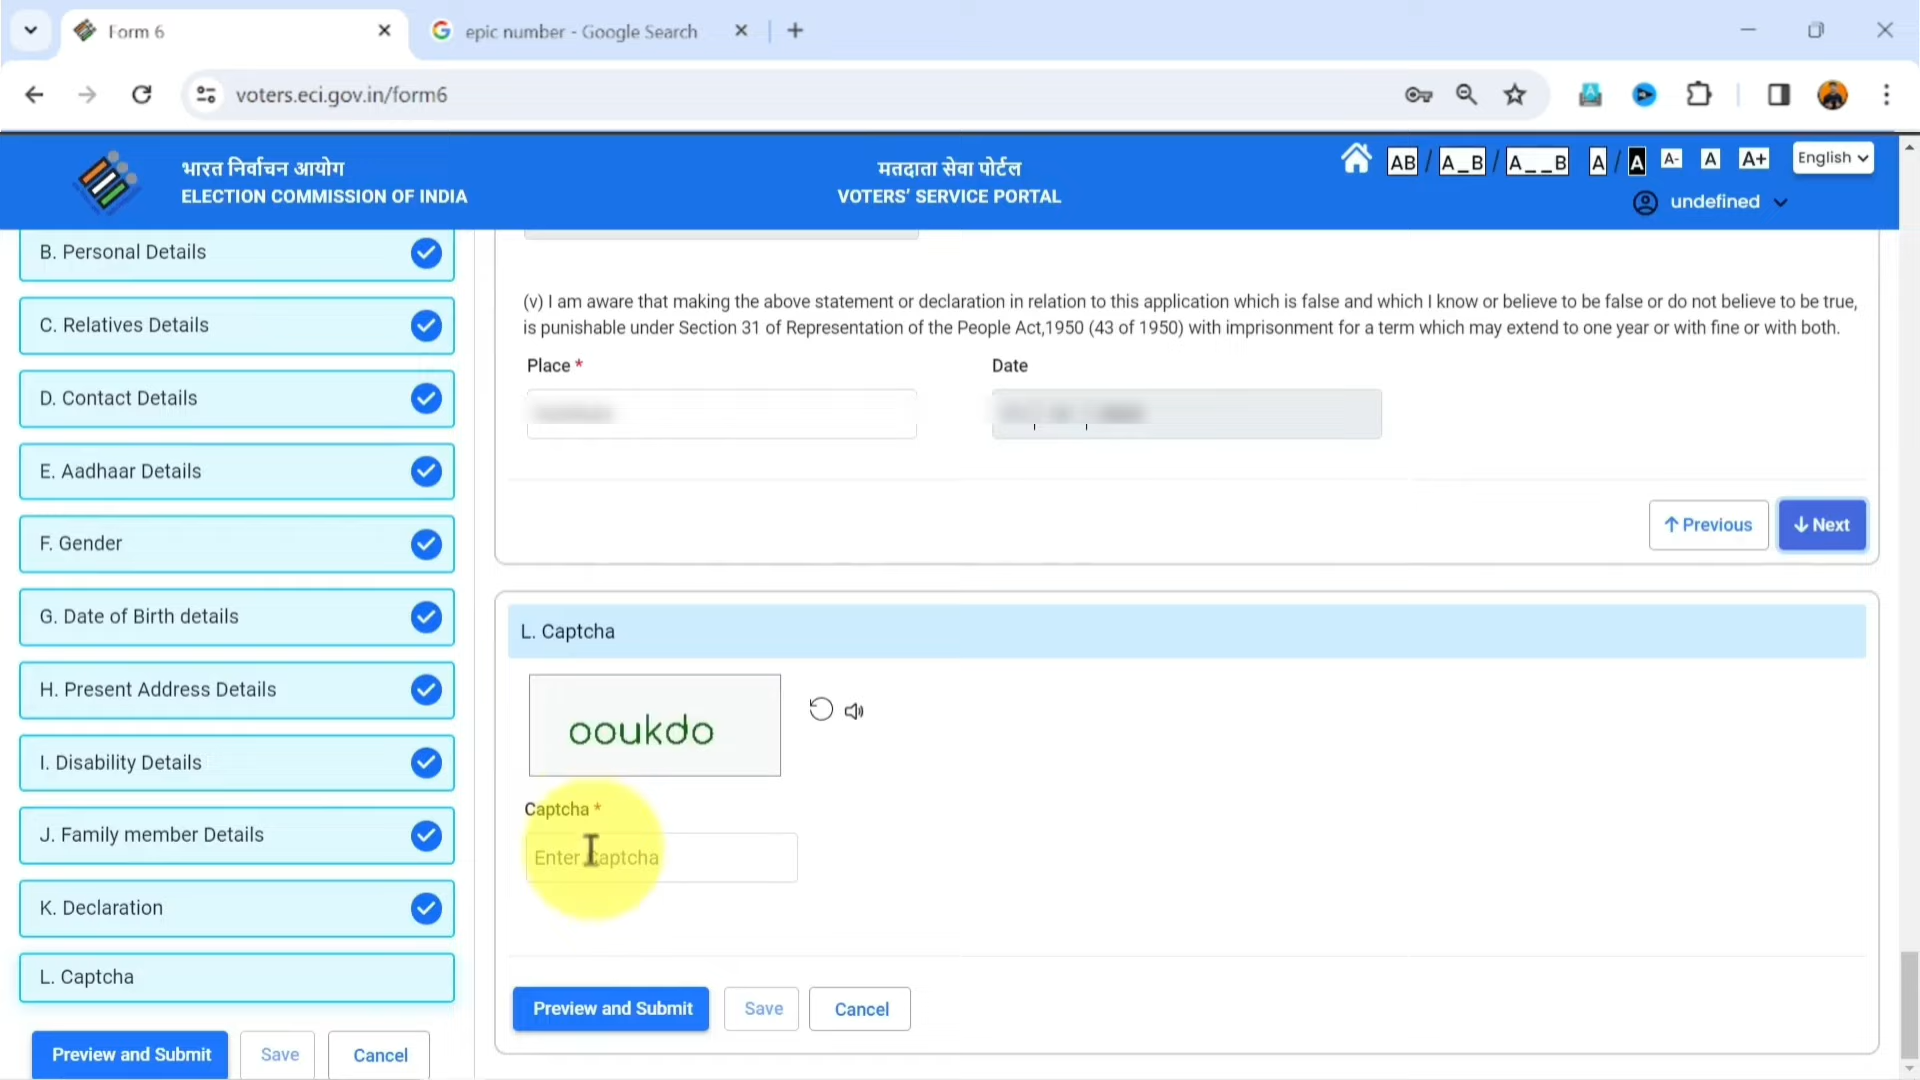 Form 6
epic number - Google Search
voters.eci.gov.in/form6
भारत निर्वाचन आयोग
ELECTION COMMISSION OF INDIA
मतदाता सेवा पोर्टल
VOTERS' SERVICE PORTAL
AB / A_B / A__B A / A A- A A+ English
undefined
B. Personal Details
C. Relatives Details
D. Contact Details
E. Aadhaar Details
F. Gender
G. Date of Birth details
H. Present Address Details
I. Disability Details
J. Family member Details
K. Declaration
L. Captcha
Preview and Submit Save Cancel
(v) I am aware that making the above statement or declaration in relation to this application which is false and which I know or believe to be false or do not believe to be true,
is punishable under Section 31 of Representation of the People Act,1950 (43 of 1950) with imprisonment for a term which may extend to one year or with fine or with both.
Place * Date
Previous Next
L. Captcha
ooukdo
Captcha *
Enter Captcha
Preview and Submit Save Cancel